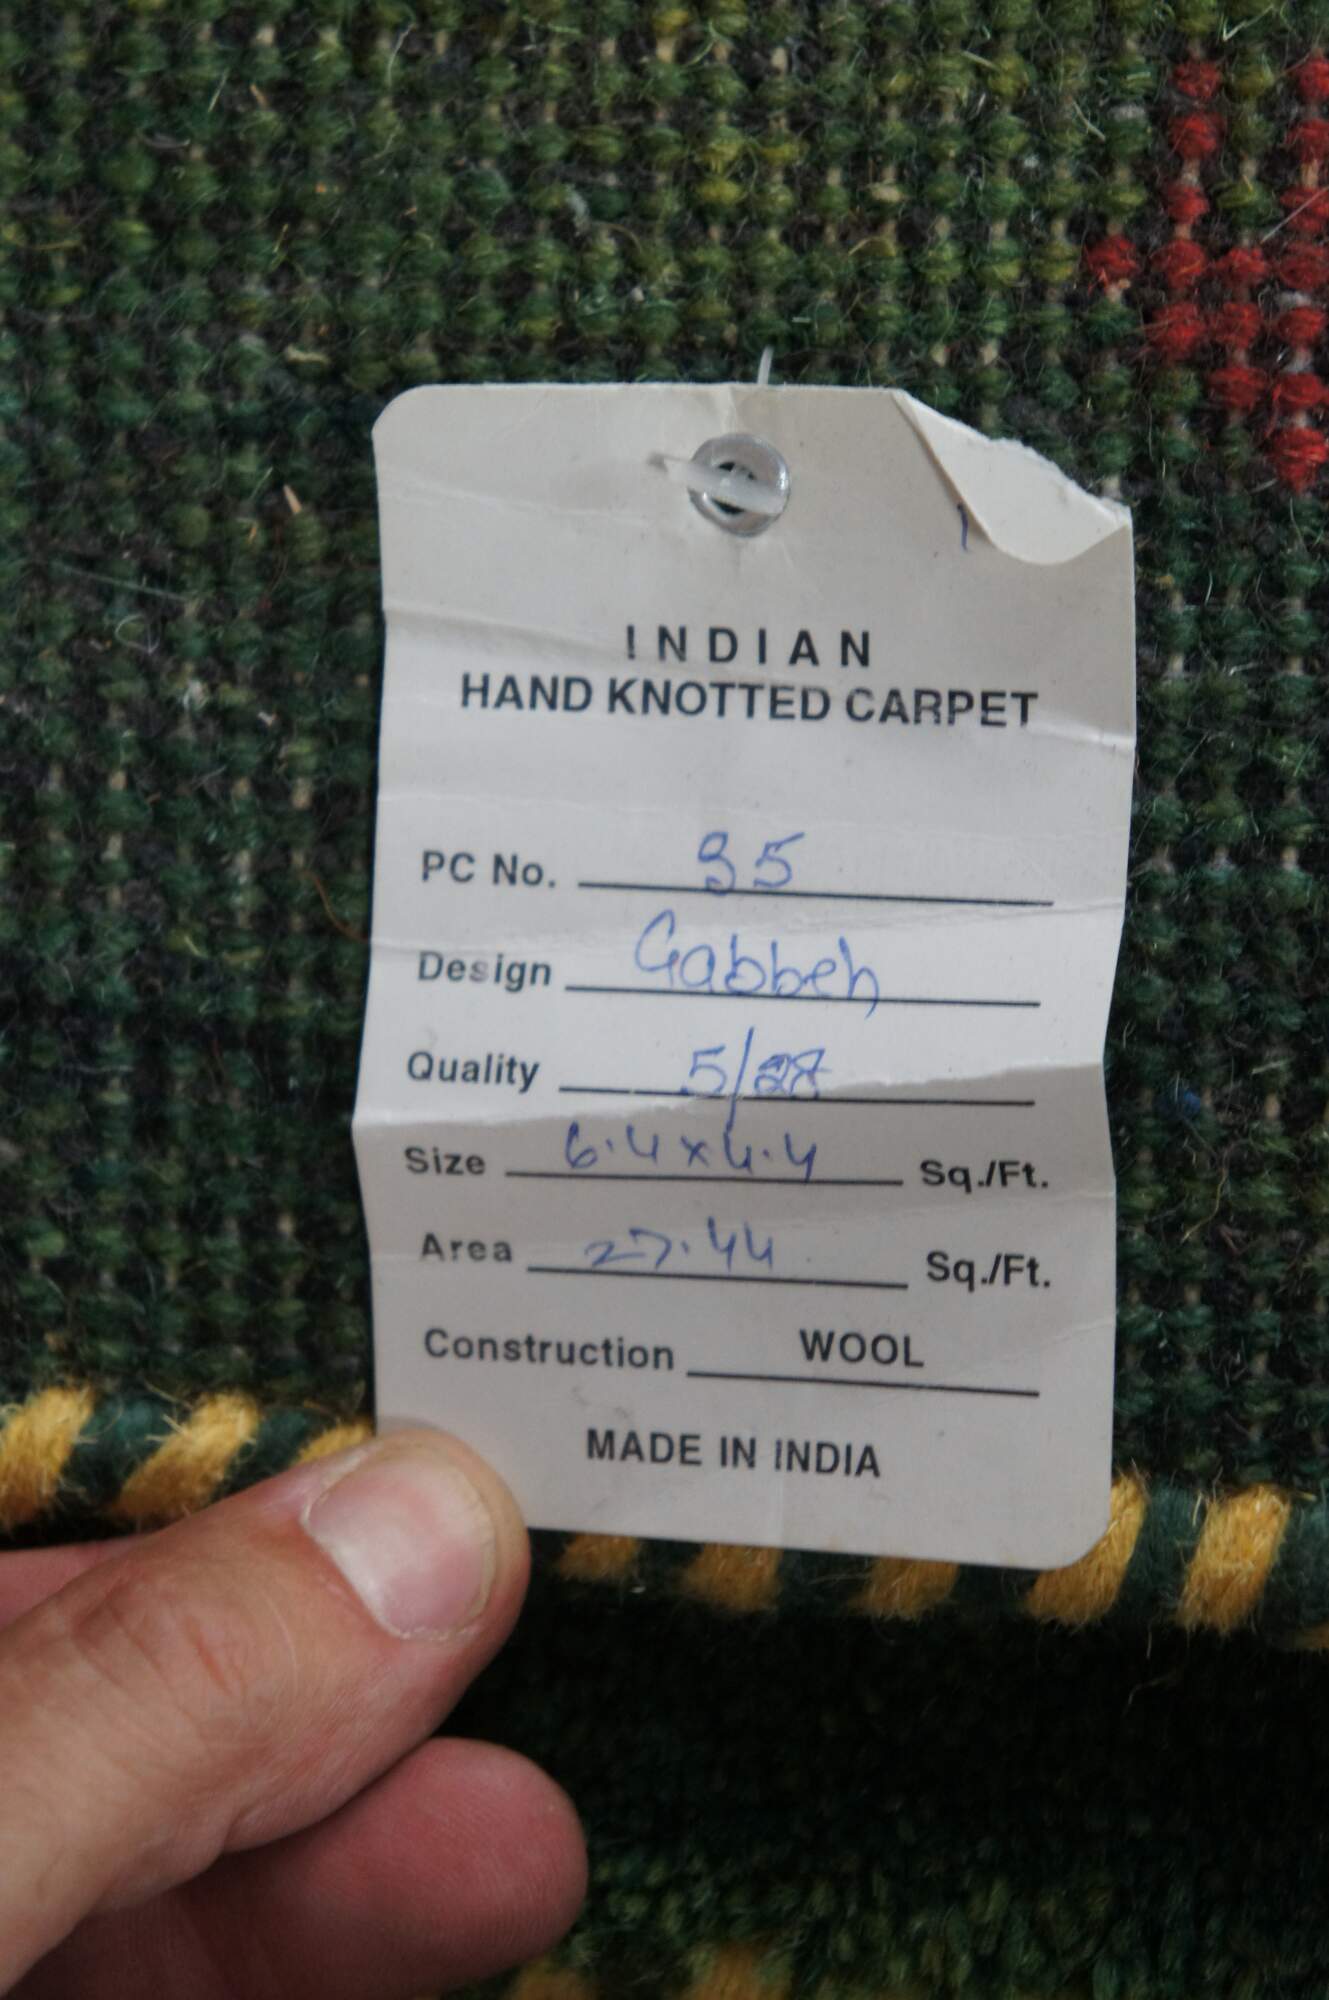 INDIAN
HAND KNOTTED CARPET
PC No. 95
Design Gabbeh
Quality 5/28
Size 6.4x4.4 Sq./Ft.
Area 27.44 Sq./Ft.
Construction WOOL
MADE IN INDIA